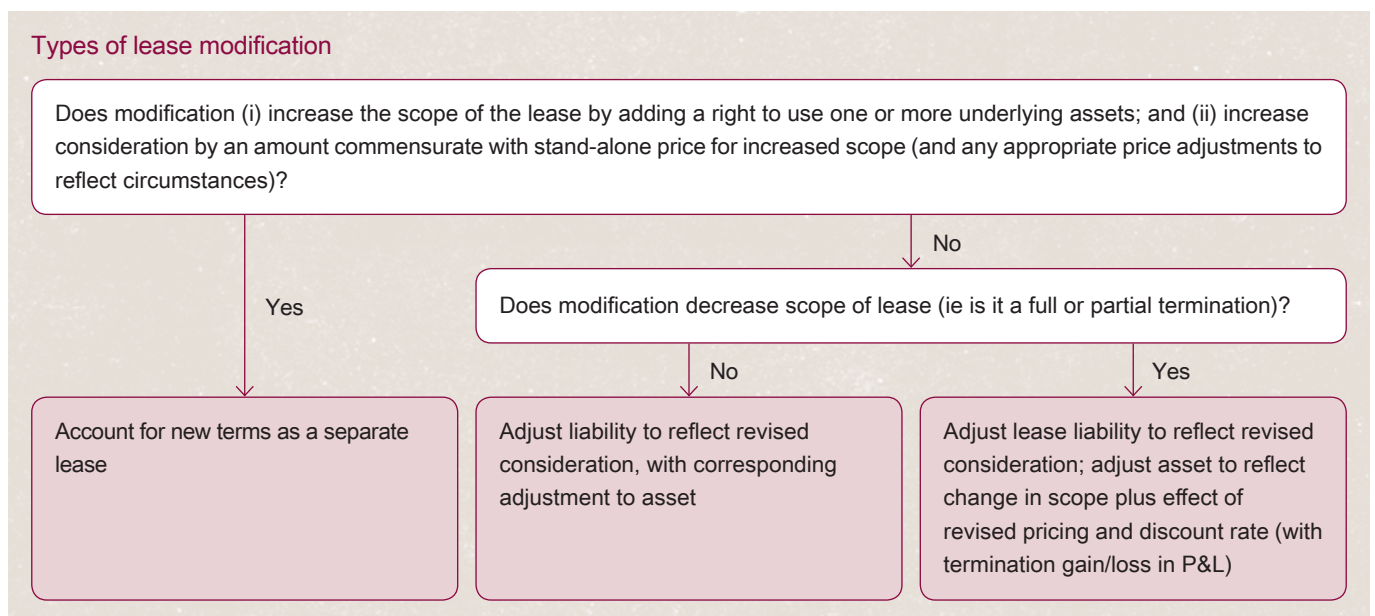 Types of lease modification
Does modification (i) increase the scope of the lease by adding a right to use one or more underlying assets; and (ii) increase
consideration by an amount commensurate with stand-alone price for increased scope (and any appropriate price adjustments to
reflect circumstances)?
No
Yes
Does modification decrease scope of lease (ie is it a full or partial termination)?
No
Yes
Account for new terms as a separate
lease
Adjust liability to reflect revised
consideration, with corresponding
adjustment to asset
Adjust lease liability to reflect revised
consideration; adjust asset to reflect
change in scope plus effect of
revised pricing and discount rate (with
termination gain/loss in P&L)